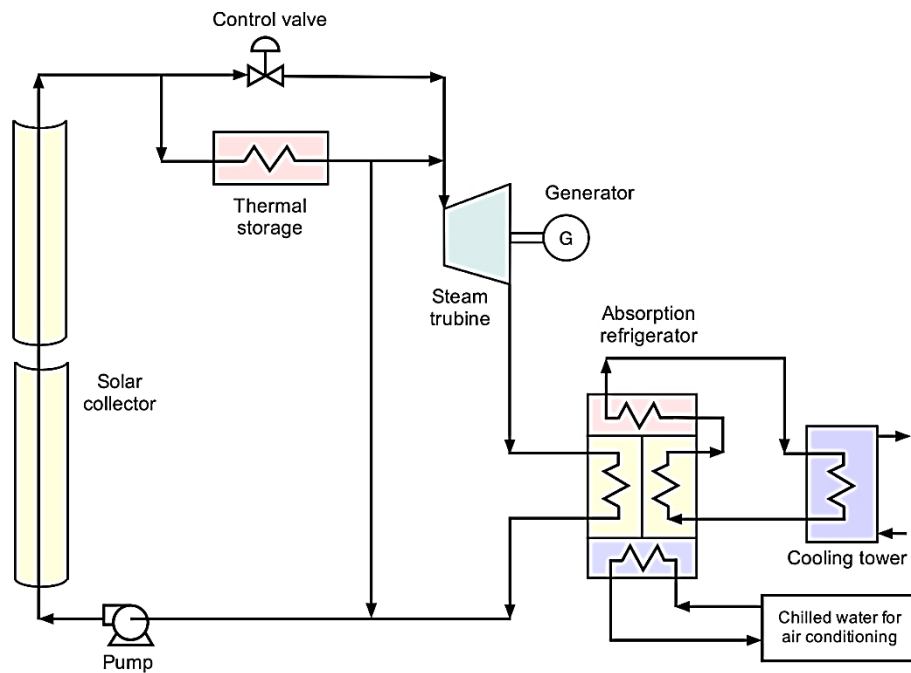 Control valve
Thermal
storage
Generator
G
Steam
trubine
Absorption
refrigerator
Solar
collector
Cooling tower
Chilled water for
air conditioning
Pump